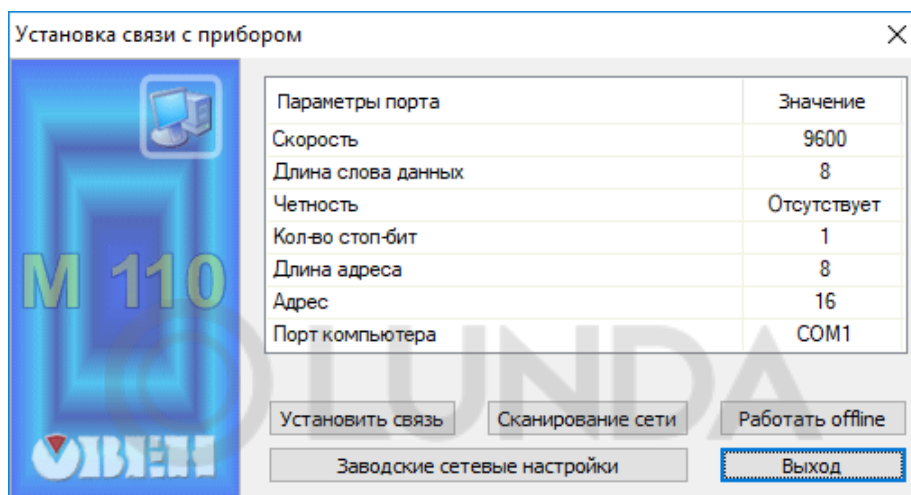 Установка связи с прибором
Параметры порта Значение
Скорость 9600
Длина слова данных 8
Четность Отсутствует
Кол-во стоп-бит 1
Длина адреса 8
Адрес 16
Порт компьютера COM1
М 110
LUNDA
Установить связь Сканирование сети Работать offline
ОВЕН
Заводские сетевые настройки Выход